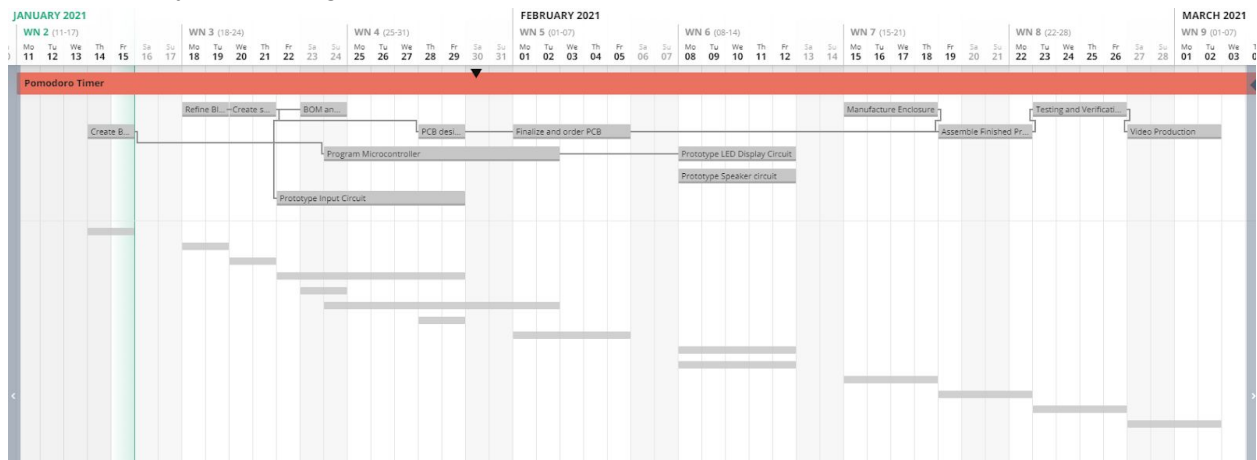 JANUARY 2021 FEBRUARY 2021 MARCH 2021
WN 2 (11-17) WN 3 (18-24) WN 4 (25-31) WN 5 (01-07) WN 6 (08-14) WN 7 (15-21) WN 8 (22-28) WN 9 (01-07)
Mo Tu We Th Fr Sa Su Mo Tu We Th Fr Sa Su Mo Tu We Th Fr Sa Su Mo Tu We Th Fr Sa Su Mo Tu We Th Fr Sa Su Mo Tu We Th Fr Sa Su Mo Tu We Th Fr Sa Su Mo Tu We
11 12 13 14 15 16 17 18 19 20 21 22 23 24 25 26 27 28 29 30 31 01 02 03 04 05 06 07 08 09 10 11 12 13 14 15 16 17 18 19 20 21 22 23 24 25 26 27 28 01 02 03
Pomodoro Timer
Refine Bl... Create s... BOM an... Manufacture Enclosure Testing and Verificati...
Create B... PCB desi... Finalize and order PCB Assemble Finished Pr... Video Production
Program Microcontroller Prototype LED Display Circuit
Prototype Speaker circuit
Prototype Input Circuit